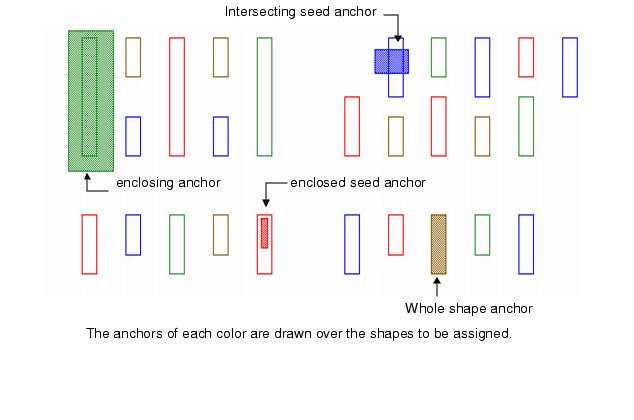 Intersecting seed anchor
enclosing anchor
enclosed seed anchor
Whole shape anchor
The anchors of each color are drawn over the shapes to be assigned.